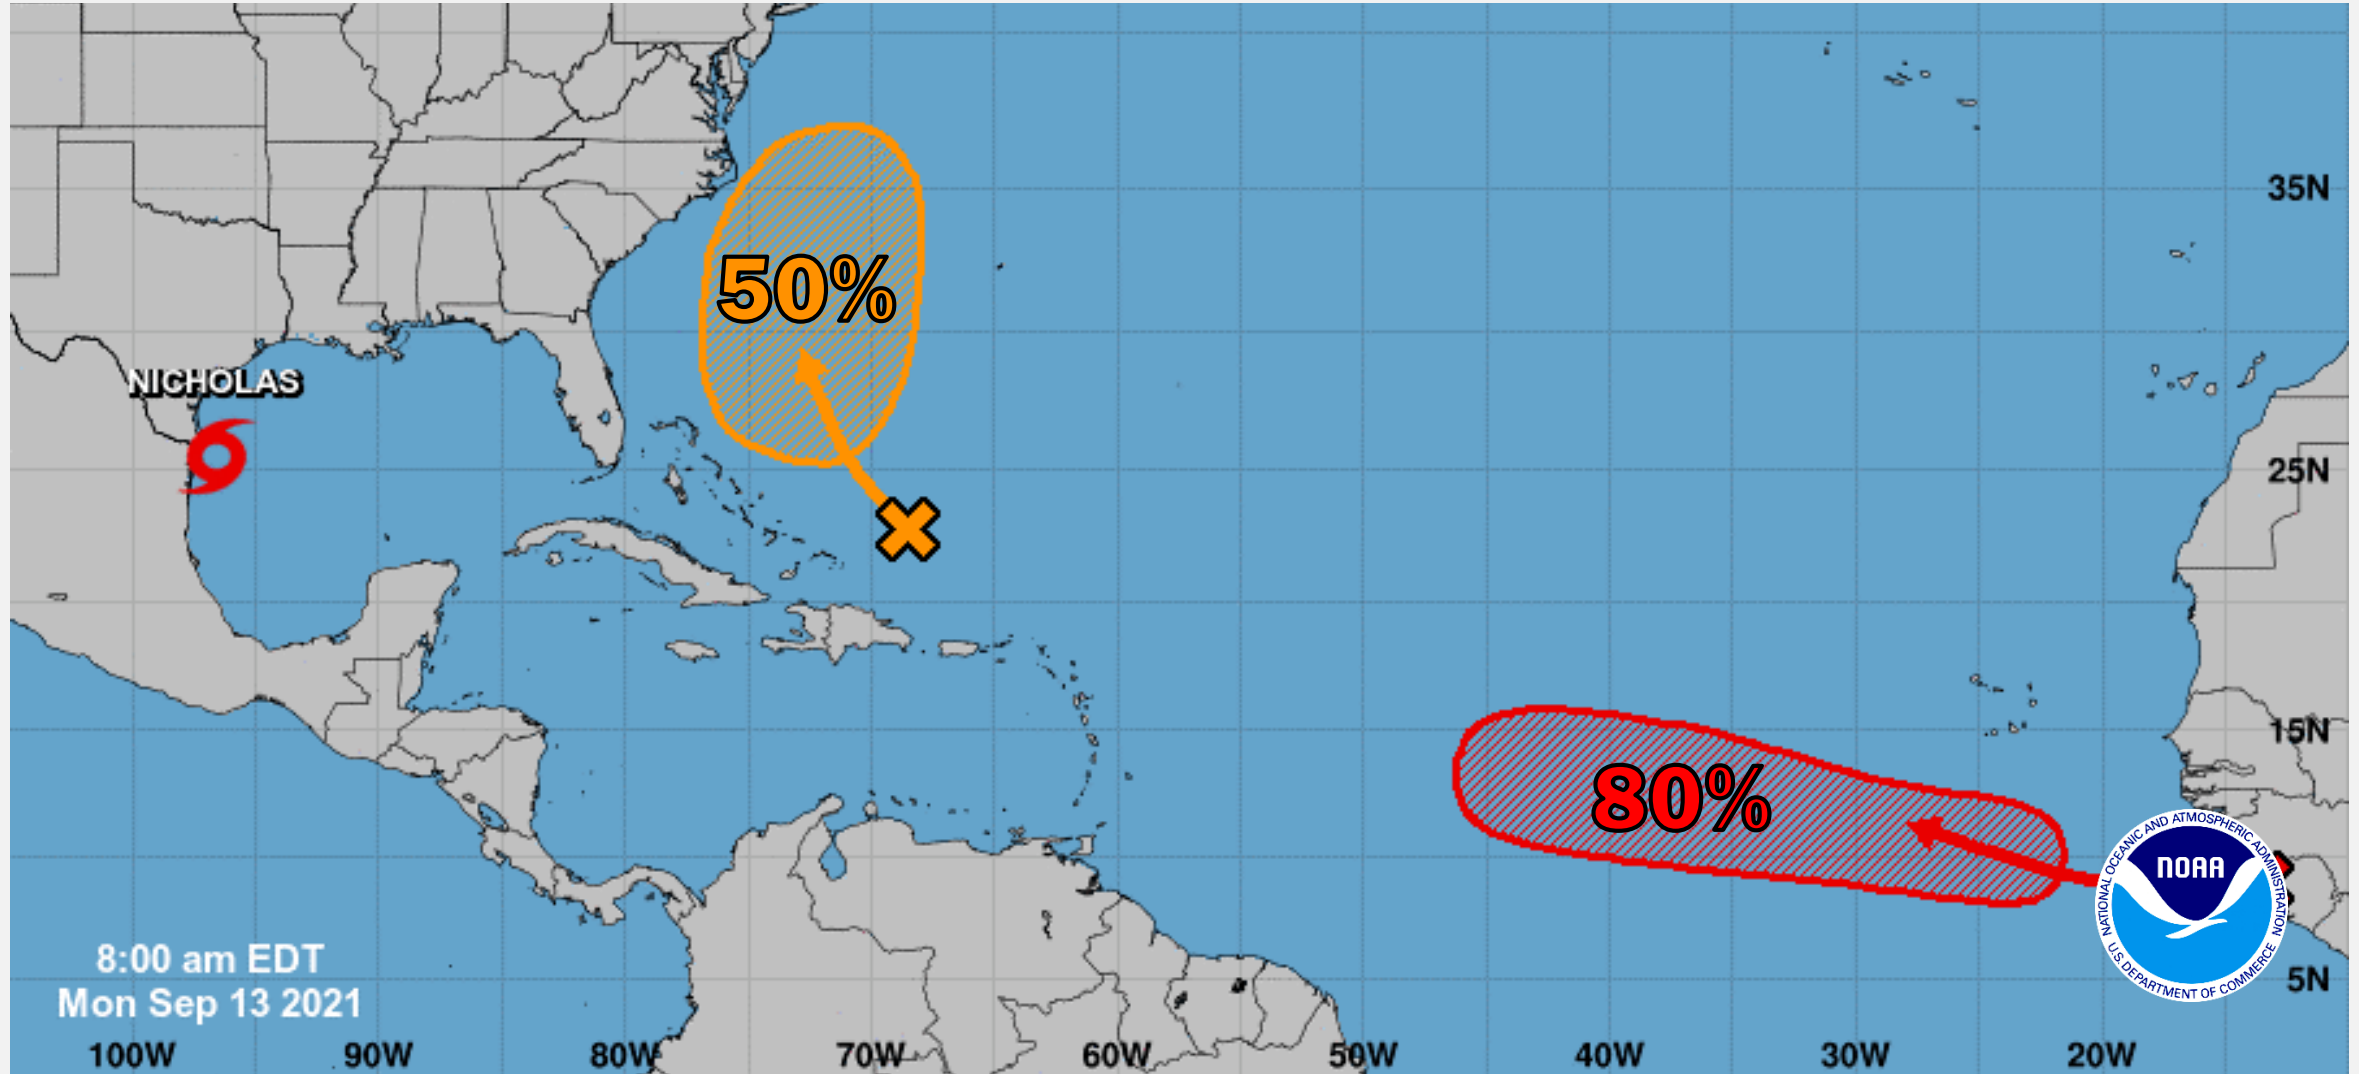 35N
50%
NICHOLAS
25N
15N
80%
NATIONAL OCEANIC AND ATMOSPHERIC ADMINISTRATION
NOAA
U.S. DEPARTMENT OF COMMERCE
8:00 am EDT
Mon Sep 13 2021
5N
100W 90W 80W 70W 60W 50W 40W 30W 20W